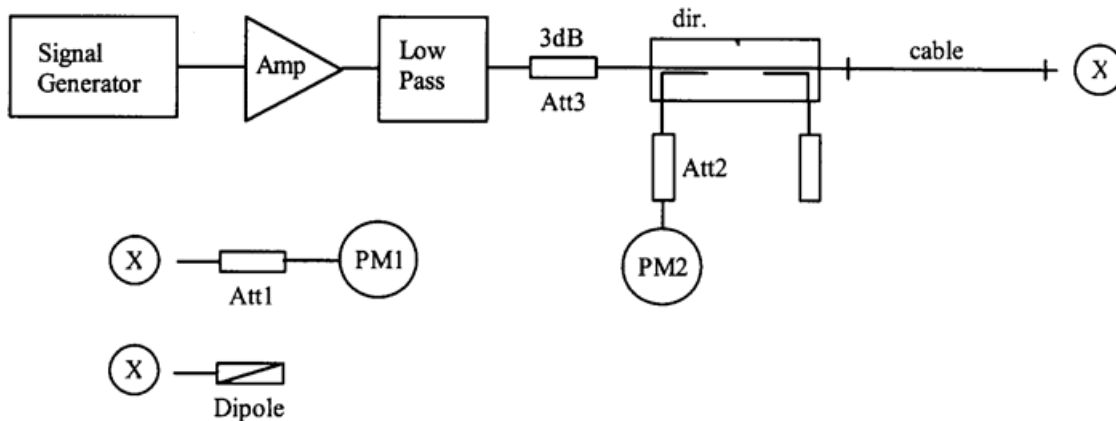 Signal
Generator
Amp
Low
Pass
3dB
Att3
dir.
cable
X
Att2
PM2
X
Att1
PM1
X
Dipole